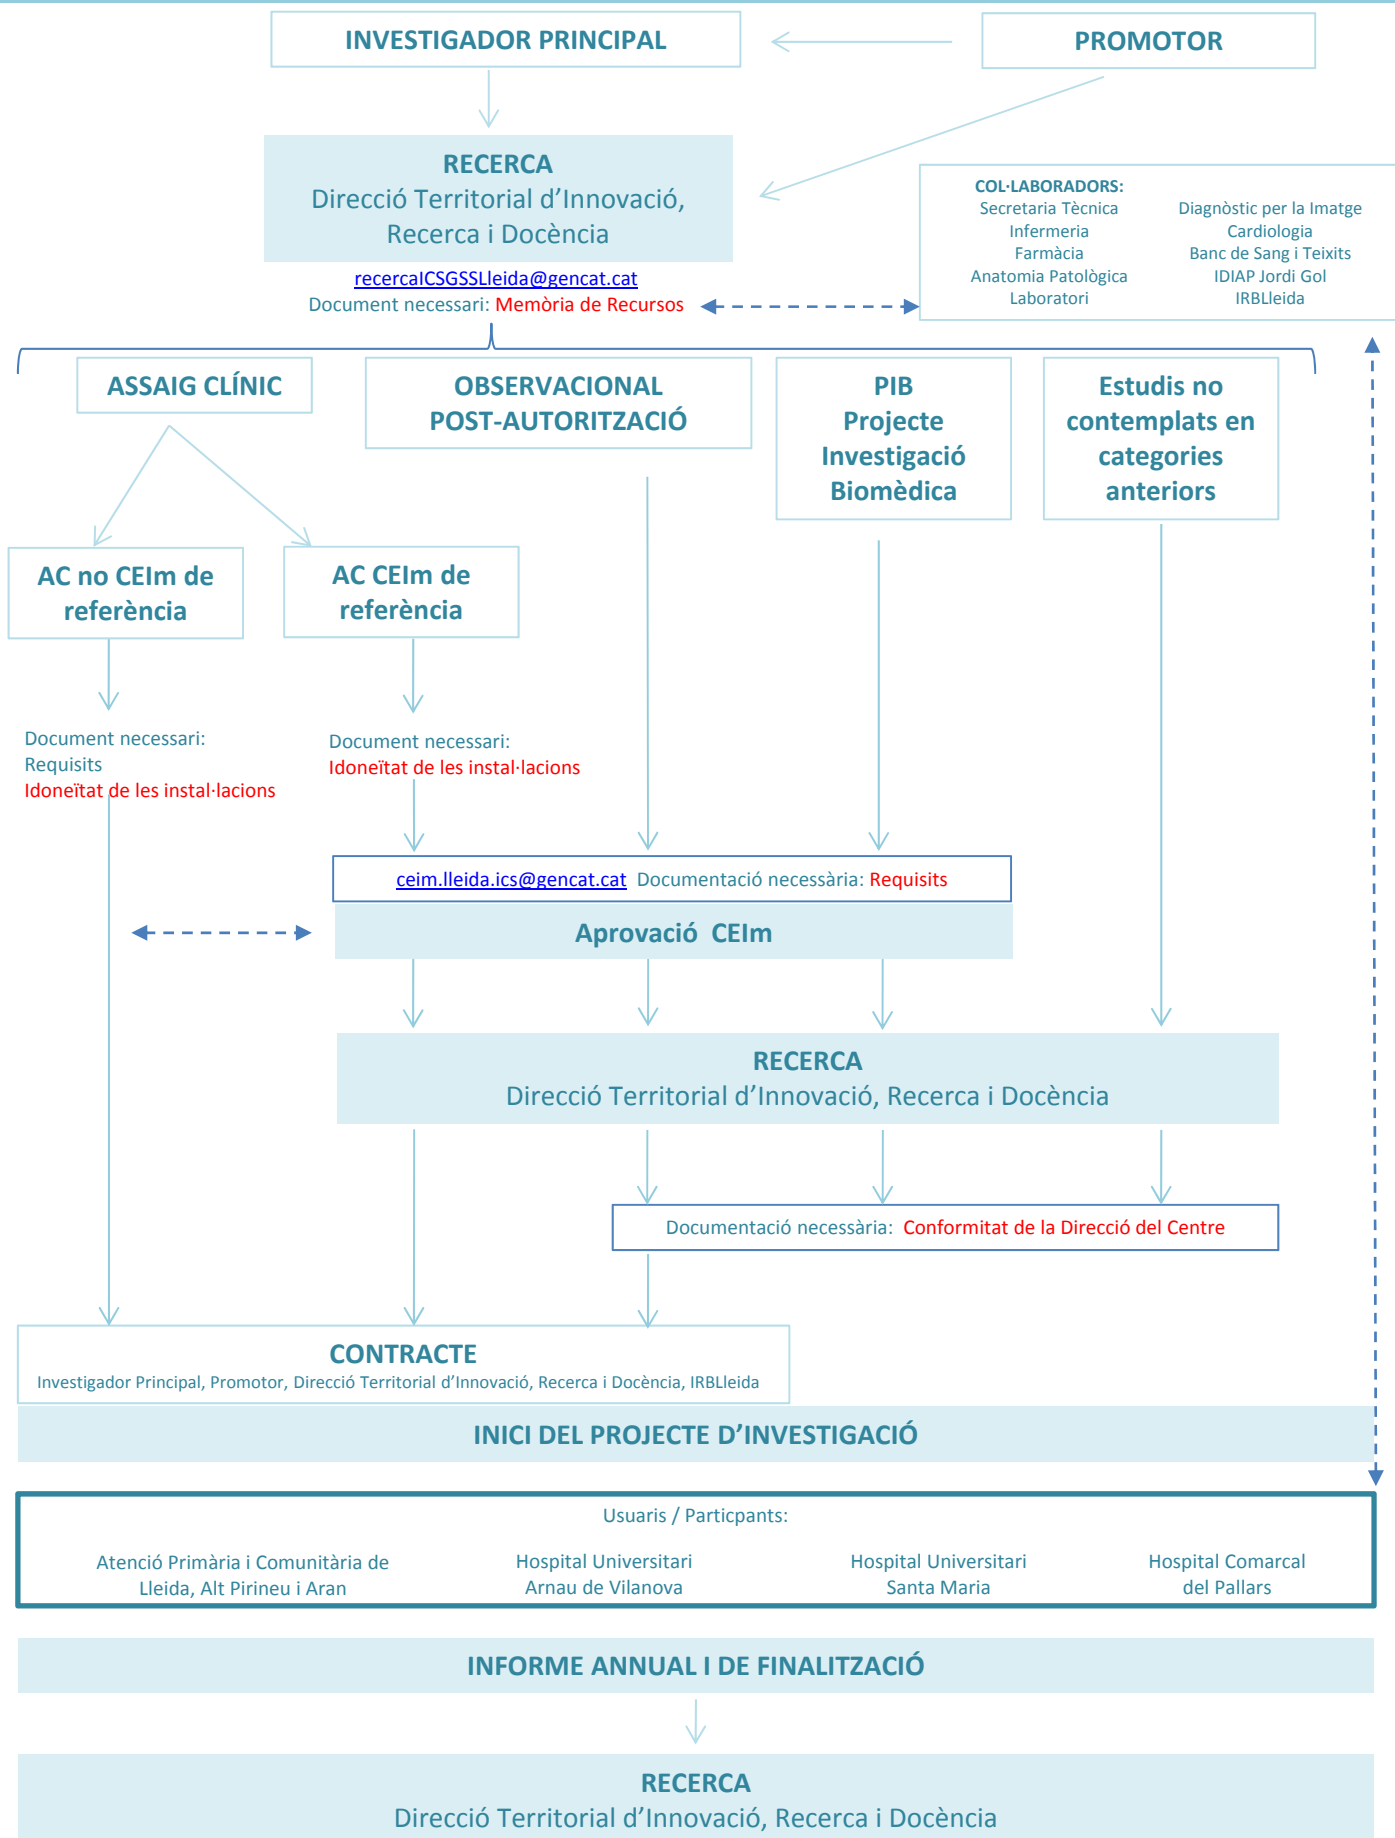 INVESTIGADOR PRINCIPAL
PROMOTOR
RECERCA
Direcció Territorial d'Innovació,
Recerca i Docència
recercaICSGSSLleida@gencat.cat
Document necessari: Memòria de Recursos
COL·LABORADORS:
Secretaria Tècnica
Infermeria
Farmàcia
Anatomia Patològica
Laboratori
Diagnòstic per la Imatge
Cardiologia
Banc de Sang i Teixits
IDIAP Jordi Gol
IRBLleida
ASSAIG CLÍNIC
OBSERVACIONAL
POST-AUTORITZACIÓ
PIB
Projecte
Investigació
Biomèdica
Estudis no
contemplats en
categories
anteriors
AC no CEIm de
referència
AC CEIm de
referència
Document necessari:
Requisits
Idoneïtat de les instal·lacions
Document necessari:
Idoneïtat de les instal·lacions
ceim.lleida.ics@gencat.cat Documentació necessària: Requisits
Aprovació CEIm
RECERCA
Direcció Territorial d'Innovació, Recerca i Docència
Documentació necessària: Conformitat de la Direcció del Centre
CONTRACTE
Investigador Principal, Promotor, Direcció Territorial d'Innovació, Recerca i Docència, IRBLleida
INICI DEL PROJECTE D'INVESTIGACIÓ
Usuaris / Particpants:
Atenció Primària i Comunitària de
Lleida, Alt Pirineu i Aran
Hospital Universitari
Arnau de Vilanova
Hospital Universitari
Santa Maria
Hospital Comarcal
del Pallars
INFORME ANNUAL I DE FINALITZACIÓ
RECERCA
Direcció Territorial d'Innovació, Recerca i Docència